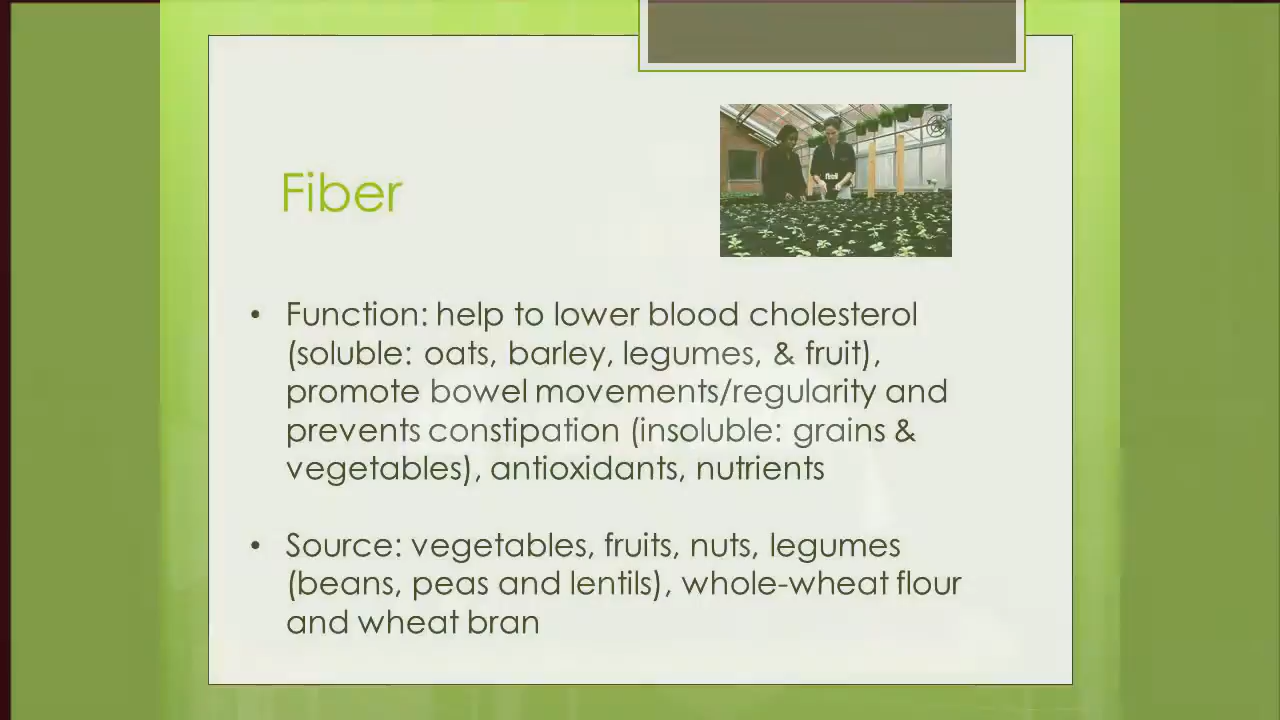 Fiber
• Function: help to lower blood cholesterol
(soluble: oats, barley, legumes, & fruit),
promote bowel movements/regularity and
prevents constipation (insoluble: grains &
vegetables), antioxidants, nutrients
• Source: vegetables, fruits, nuts, legumes
(beans, peas and lentils), whole-wheat flour
and wheat bran